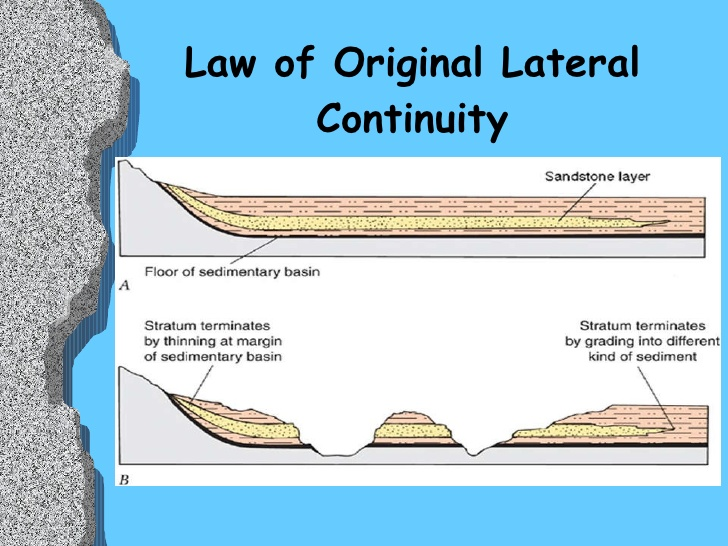 Law of Original Lateral
Continuity
Sandstone layer
Floor of sedimentary basin
A
Stratum terminates
by thinning at margin
of sedimentary basin
Stratum terminates
by grading into different
kind of sediment
B